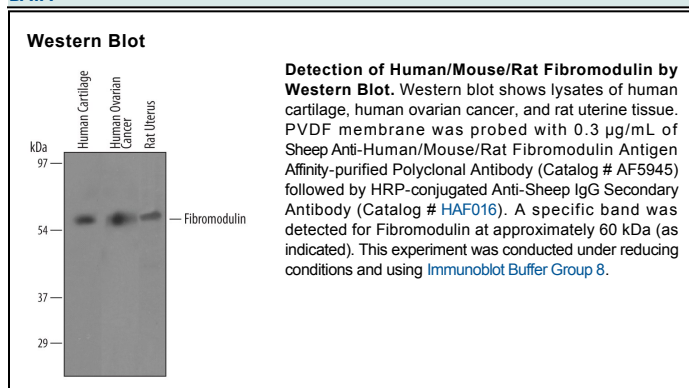 Western Blot
Human Cartilage
Human Ovarian
Cancer
Rat Uterus
kDa
97
54
37
29
Fibromodulin
Detection of Human/Mouse/Rat Fibromodulin by
Western Blot. Western blot shows lysates of human
cartilage, human ovarian cancer, and rat uterine tissue.
PVDF membrane was probed with 0.3 µg/mL of
Sheep Anti-Human/Mouse/Rat Fibromodulin Antigen
Affinity-purified Polyclonal Antibody (Catalog # AF5945)
followed by HRP-conjugated Anti-Sheep IgG Secondary
Antibody (Catalog # HAF016). A specific band was
detected for Fibromodulin at approximately 60 kDa (as
indicated). This experiment was conducted under reducing
conditions and using Immunoblot Buffer Group 8.